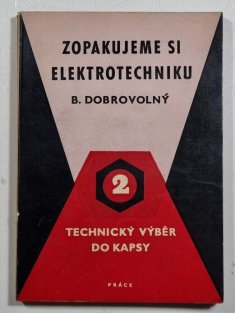 ZOPAKUJEME SI
ELEKTROTECHNIKU
B. DOBROVOLNÝ
2
TECHNICKÝ VÝBĚR
DO KAPSY
PRÁCE